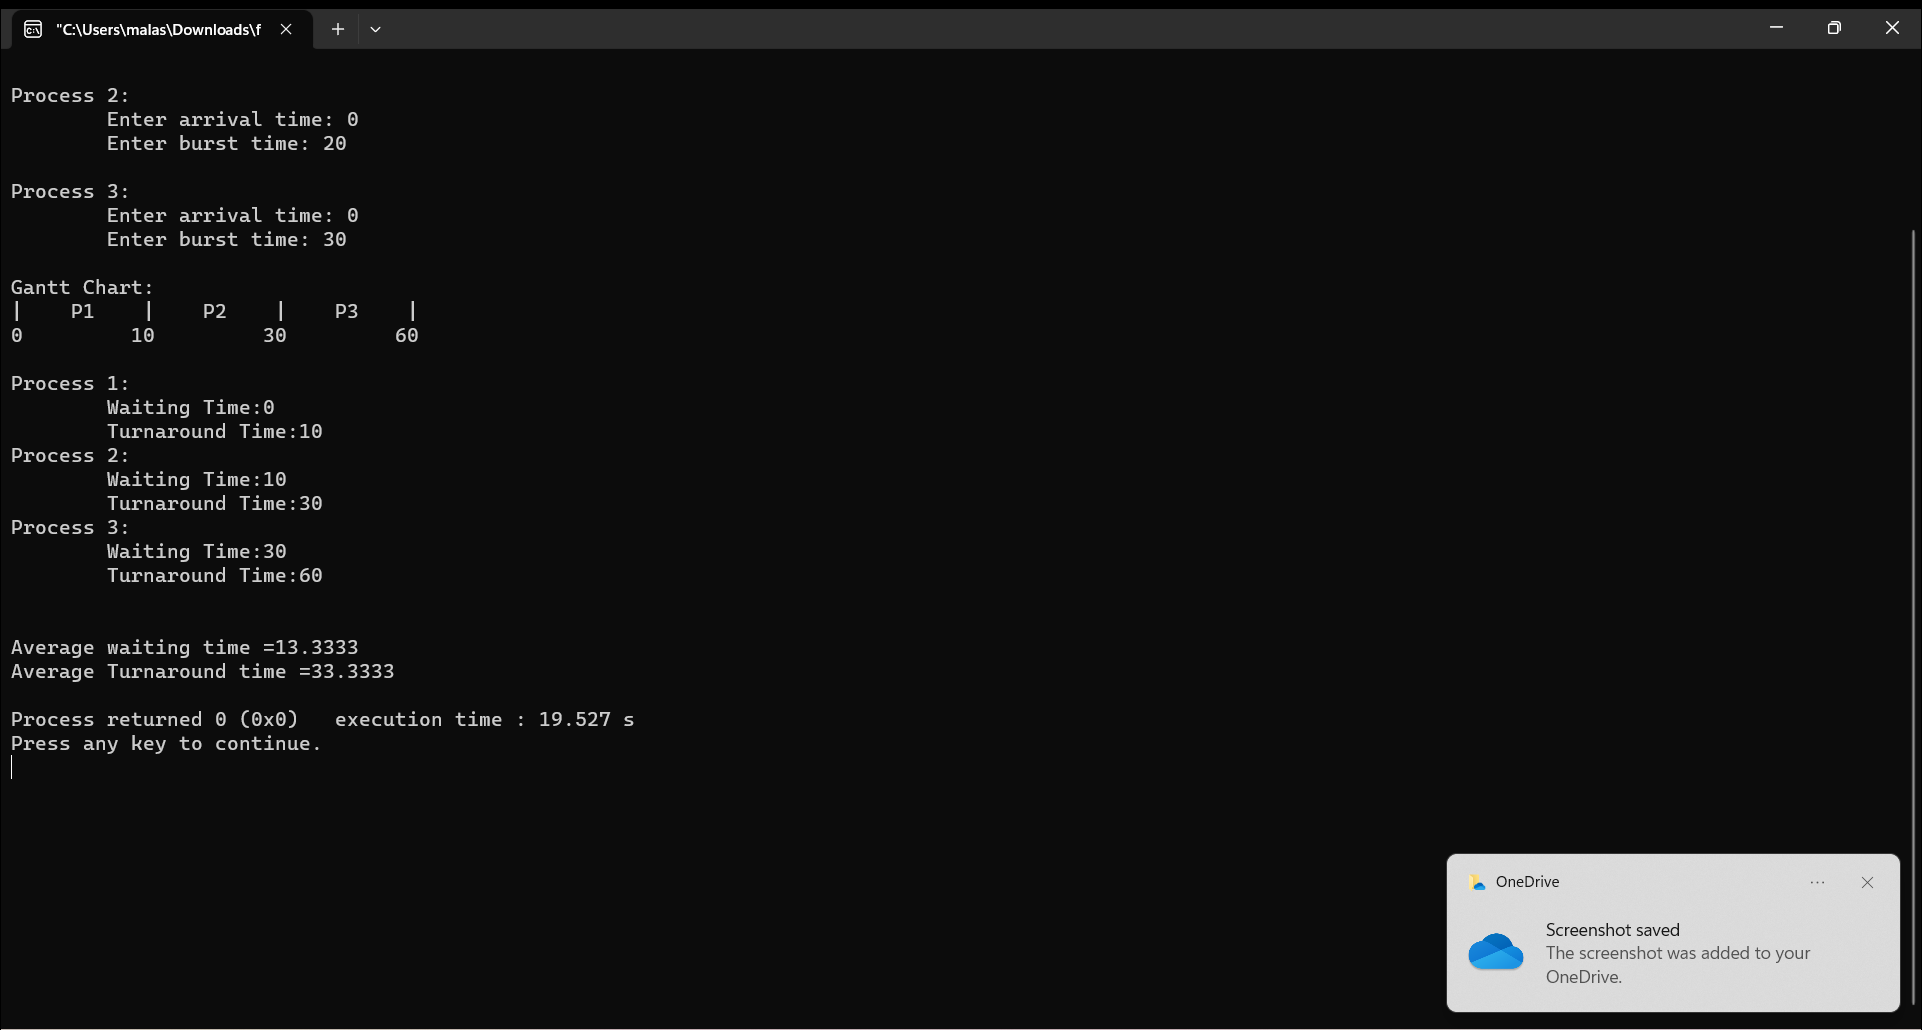 "C:\Users\malas\Downloads\f
Process 2:
Enter arrival time: 0
Enter burst time: 20
Process 3:
Enter arrival time: 0
Enter burst time: 30
Gantt Chart:
| P1 | P2 | P3 |
0 10 30 60
Process 1:
Waiting Time:0
Turnaround Time:10
Process 2:
Waiting Time:10
Turnaround Time:30
Process 3:
Waiting Time:30
Turnaround Time:60
Average waiting time =13.3333
Average Turnaround time =33.3333
Process returned 0 (0x0)   execution time : 19.527 s
Press any key to continue.
OneDrive
Screenshot saved
The screenshot was added to your
OneDrive.